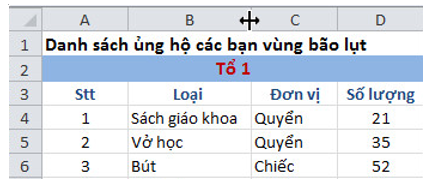 A B C D
1 Danh sách ủng hộ các bạn vùng bão lụt
2 Tổ 1
3 Stt Loại Đơn vị Số lượng
4 1 Sách giáo khoa Quyển 21
5 2 Vở học Quyển 35
6 3 Bút Chiếc 52